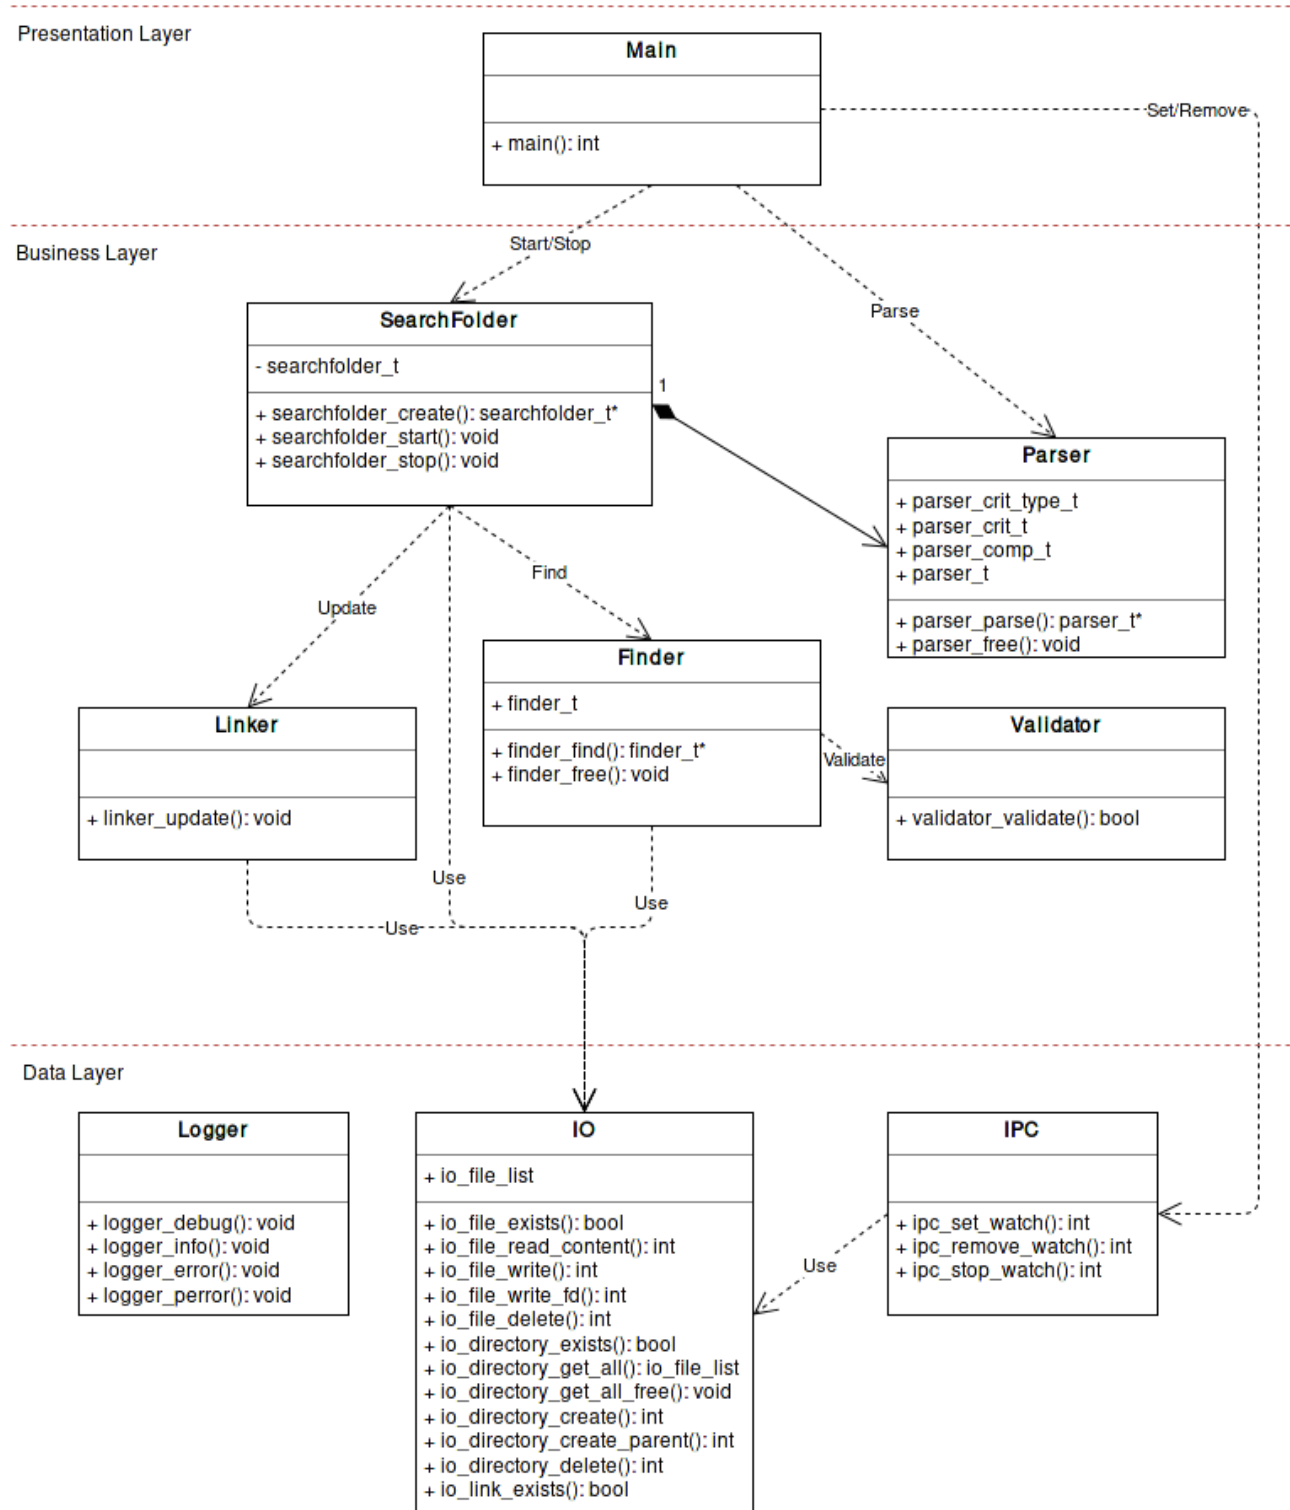 Presentation Layer
Main
+ main(): int
Set/Remove
Start/Stop
Parse
Business Layer
SearchFolder
- searchfolder_t
+ searchfolder_create(): searchfolder_t*
+ searchfolder_start(): void
+ searchfolder_stop(): void
1
Parser
+ parser_crit_type_t
+ parser_crit_t
+ parser_comp_t
+ parser_t
+ parser_parse(): parser_t*
+ parser_free(): void
Update
Find
Finder
+ finder_t
+ finder_find(): finder_t*
+ finder_free(): void
Validate
Linker
+ linker_update(): void
Validator
+ validator_validate(): bool
Use
Use
Use
Data Layer
Logger
+ logger_debug(): void
+ logger_info(): void
+ logger_error(): void
+ logger_perror(): void
IO
+ io_file_list
+ io_file_exists(): bool
+ io_file_read_content(): int
+ io_file_write(): int
+ io_file_write_fd(): int
+ io_file_delete(): int
+ io_directory_exists(): bool
+ io_directory_get_all(): io_file_list
+ io_directory_get_all_free(): void
+ io_directory_create(): int
+ io_directory_create_parent(): int
+ io_directory_delete(): int
+ io_link_exists(): bool
Use
IPC
+ ipc_set_watch(): int
+ ipc_remove_watch(): int
+ ipc_stop_watch(): int